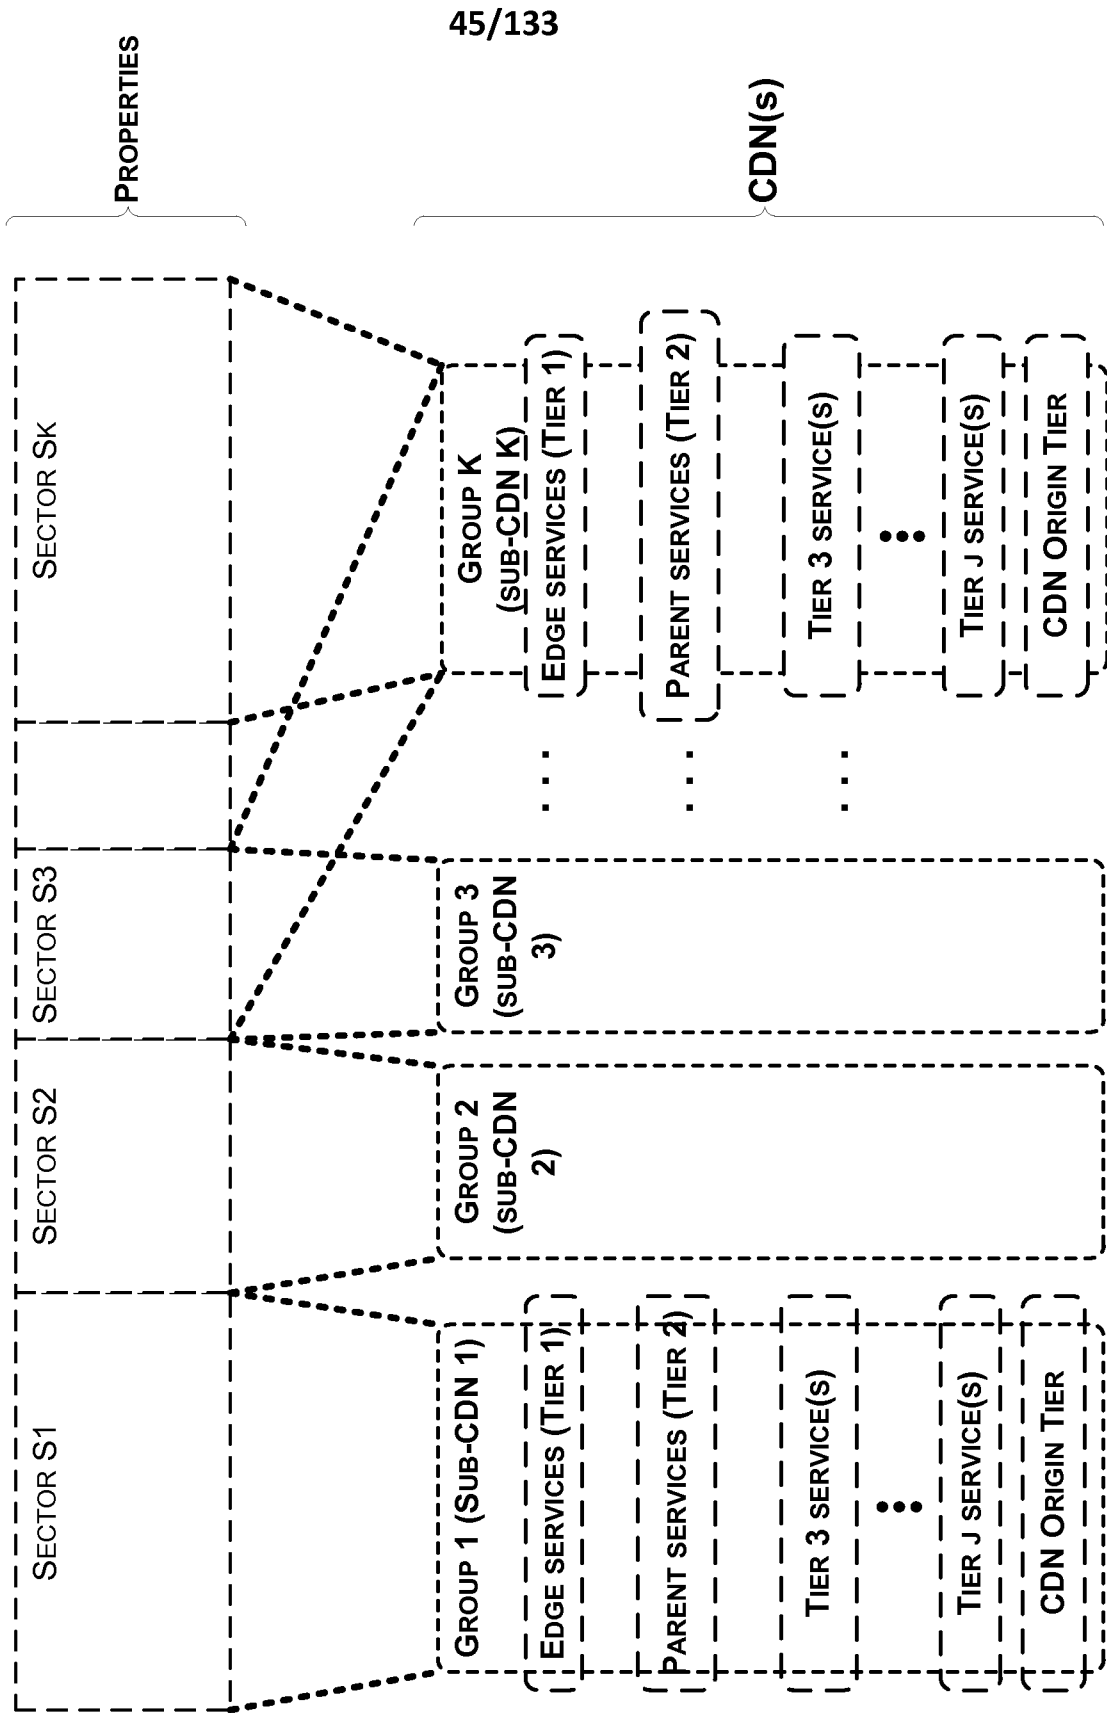 45/133
PROPERTIES
SECTOR S1
SECTOR S2
SECTOR S3
SECTOR SK
CDN(s)
GROUP 1 (SUB-CDN 1)
EDGE SERVICES (TIER 1)
PARENT SERVICES (TIER 2)
TIER 3 SERVICE(S)
•••
TIER J SERVICE(S)
CDN ORIGIN TIER
GROUP 2
(SUB-CDN
2)
GROUP 3
(SUB-CDN
3)
. . .
. . .
. . .
GROUP K
(SUB-CDN K)
EDGE SERVICES (TIER 1)
PARENT SERVICES (TIER 2)
TIER 3 SERVICE(S)
•••
TIER J SERVICE(S)
CDN ORIGIN TIER